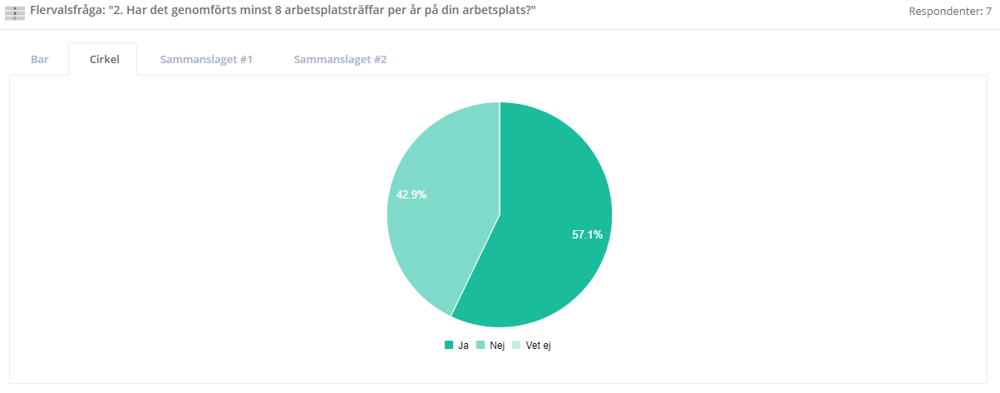 Flervalsfråga: "2. Har det genomförts minst 8 arbetsplatsträffar per år på din arbetsplats?"
Respondenter: 7
Bar
Cirkel
Sammanslaget #1
Sammanslaget #2
42.9%
57.1%
Ja
Nej
Vet ej